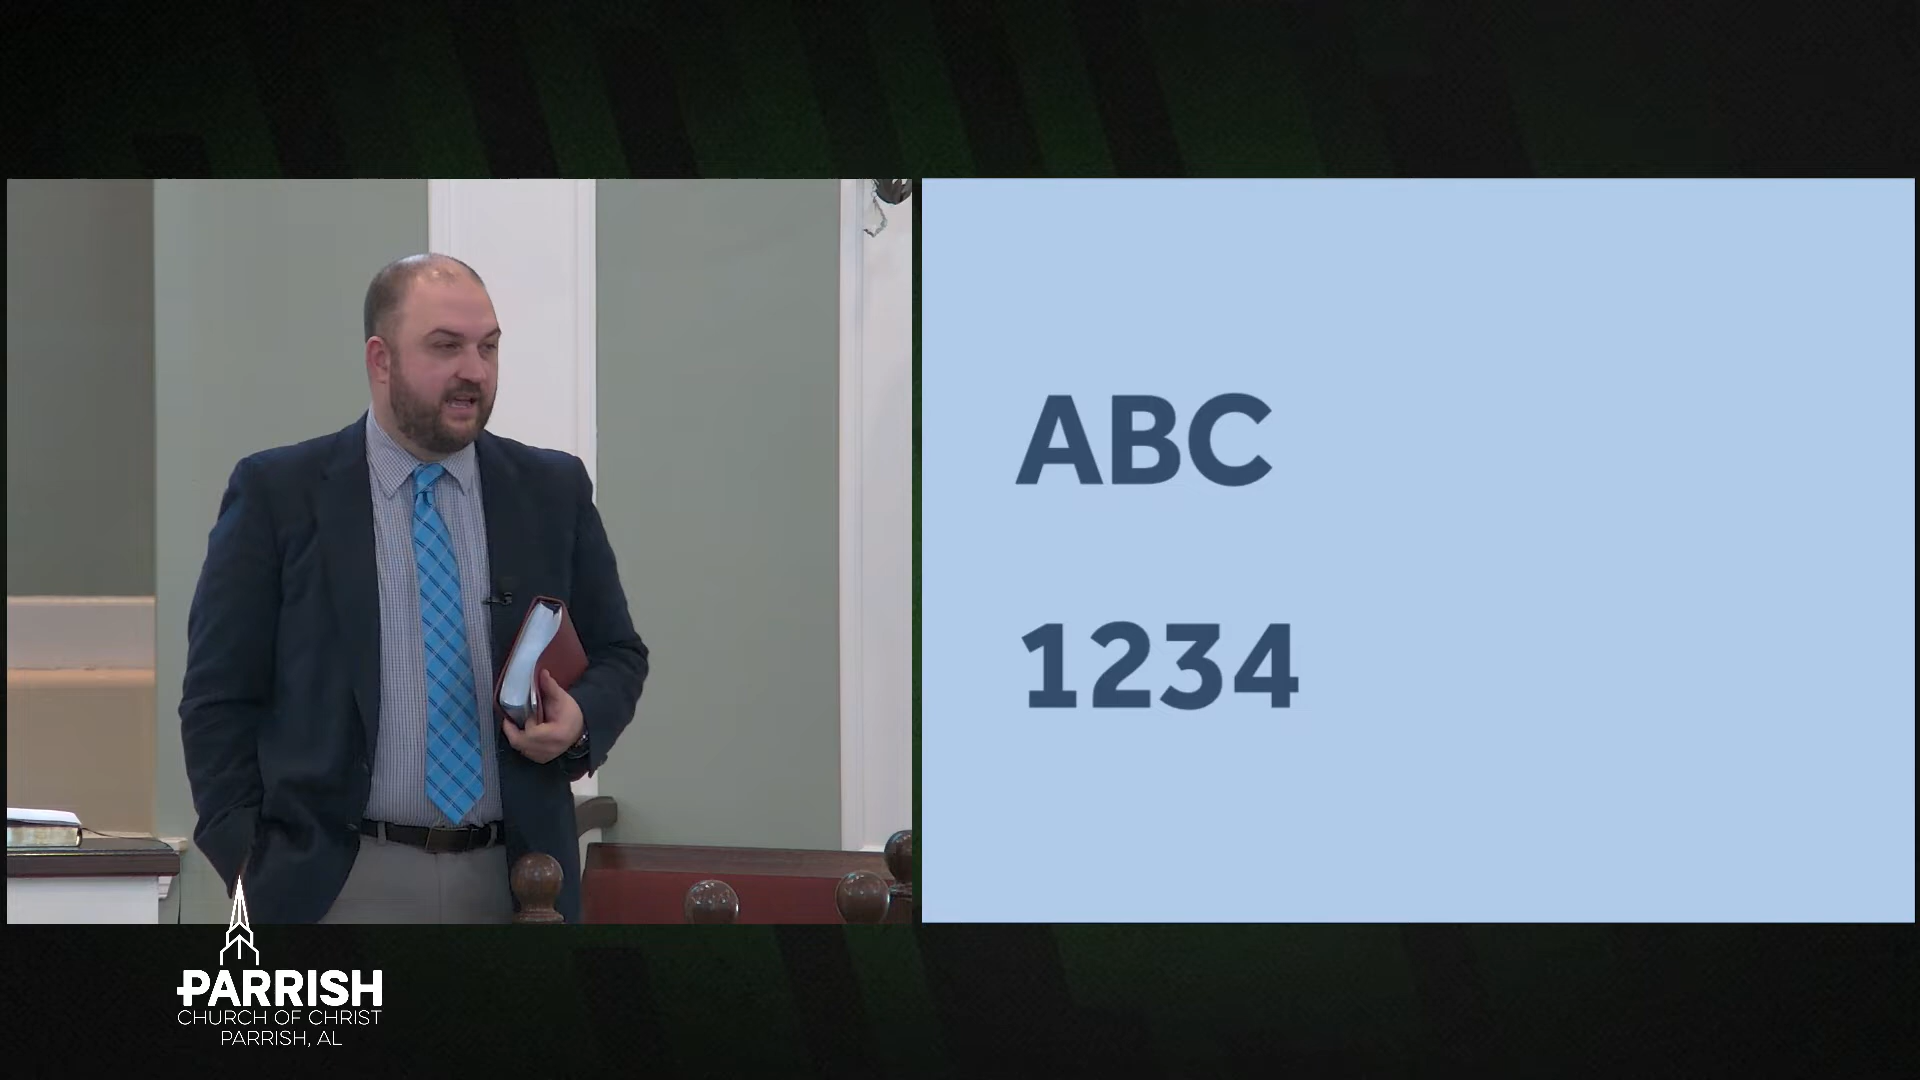 ABC
1234
PARRISH
CHURCH OF CHRIST
PARRISH, AL